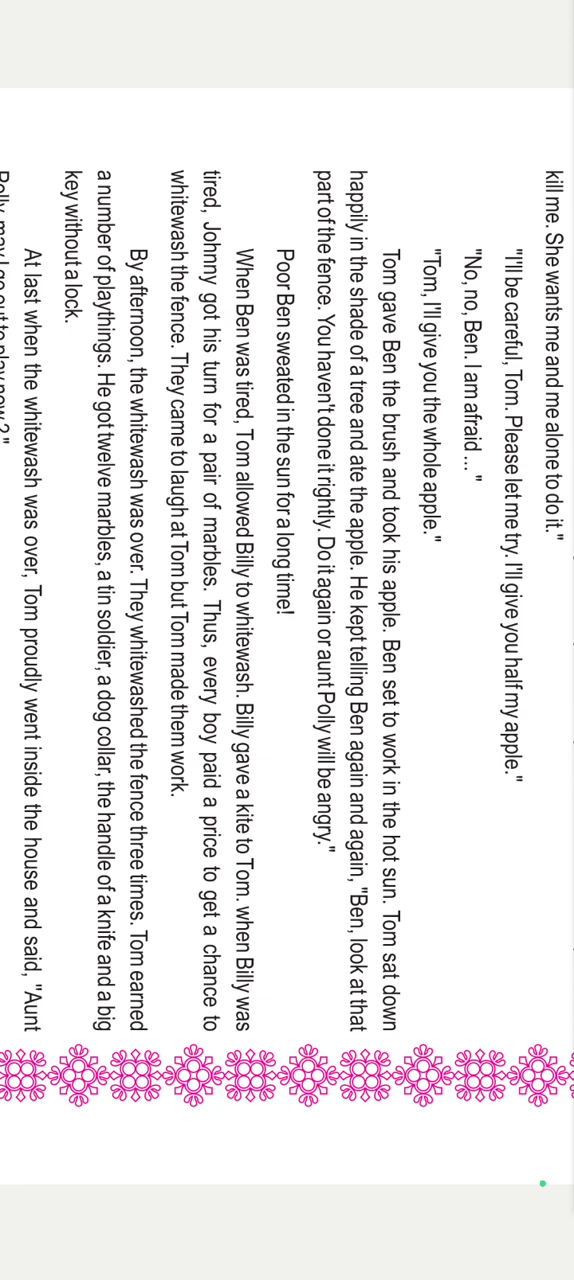 kill me. She wants me and me alone to do it."
"I'll be careful, Tom. Please let me try. I'll give you half my apple."
"No, no, Ben. I am afraid ... "
"Tom, I'll give you the whole apple."
Tom gave Ben the brush and took his apple. Ben set to work in the hot sun. Tom sat down
happily in the shade of a tree and ate the apple. He kept telling Ben again and again, "Ben, look at that
part of the fence. You haven't done it rightly. Do it again or aunt Polly will be angry."
Poor Ben sweated in the sun for a long time!
When Ben was tired, Tom allowed Billy to whitewash. Billy gave a kite to Tom. when Billy was
tired, Johnny got his turn for a pair of marbles. Thus, every boy paid a price to get a chance to
whitewash the fence. They came to laugh at Tom but Tom made them work.
By afternoon, the whitewash was over. They whitewashed the fence three times. Tom earned
a number of playthings. He got twelve marbles, a tin soldier, a dog collar, the handle of a knife and a big
key without a lock.
At last when the whitewash was over, Tom proudly went inside the house and said, "Aunt
Polly, may I go out to play now?"